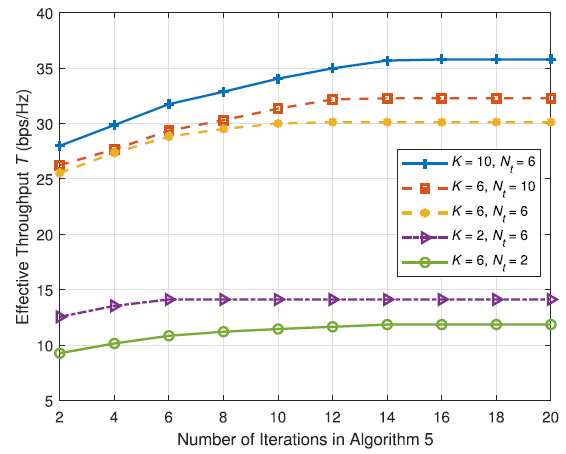 40
35
30
25
20
15
10
5
Effective Throughput T (bps/Hz)
K = 10, N_t = 6
K = 6, N_t = 10
K = 6, N_t = 6
K = 2, N_t = 6
K = 6, N_t = 2
2 4 6 8 10 12 14 16 18 20
Number of Iterations in Algorithm 5